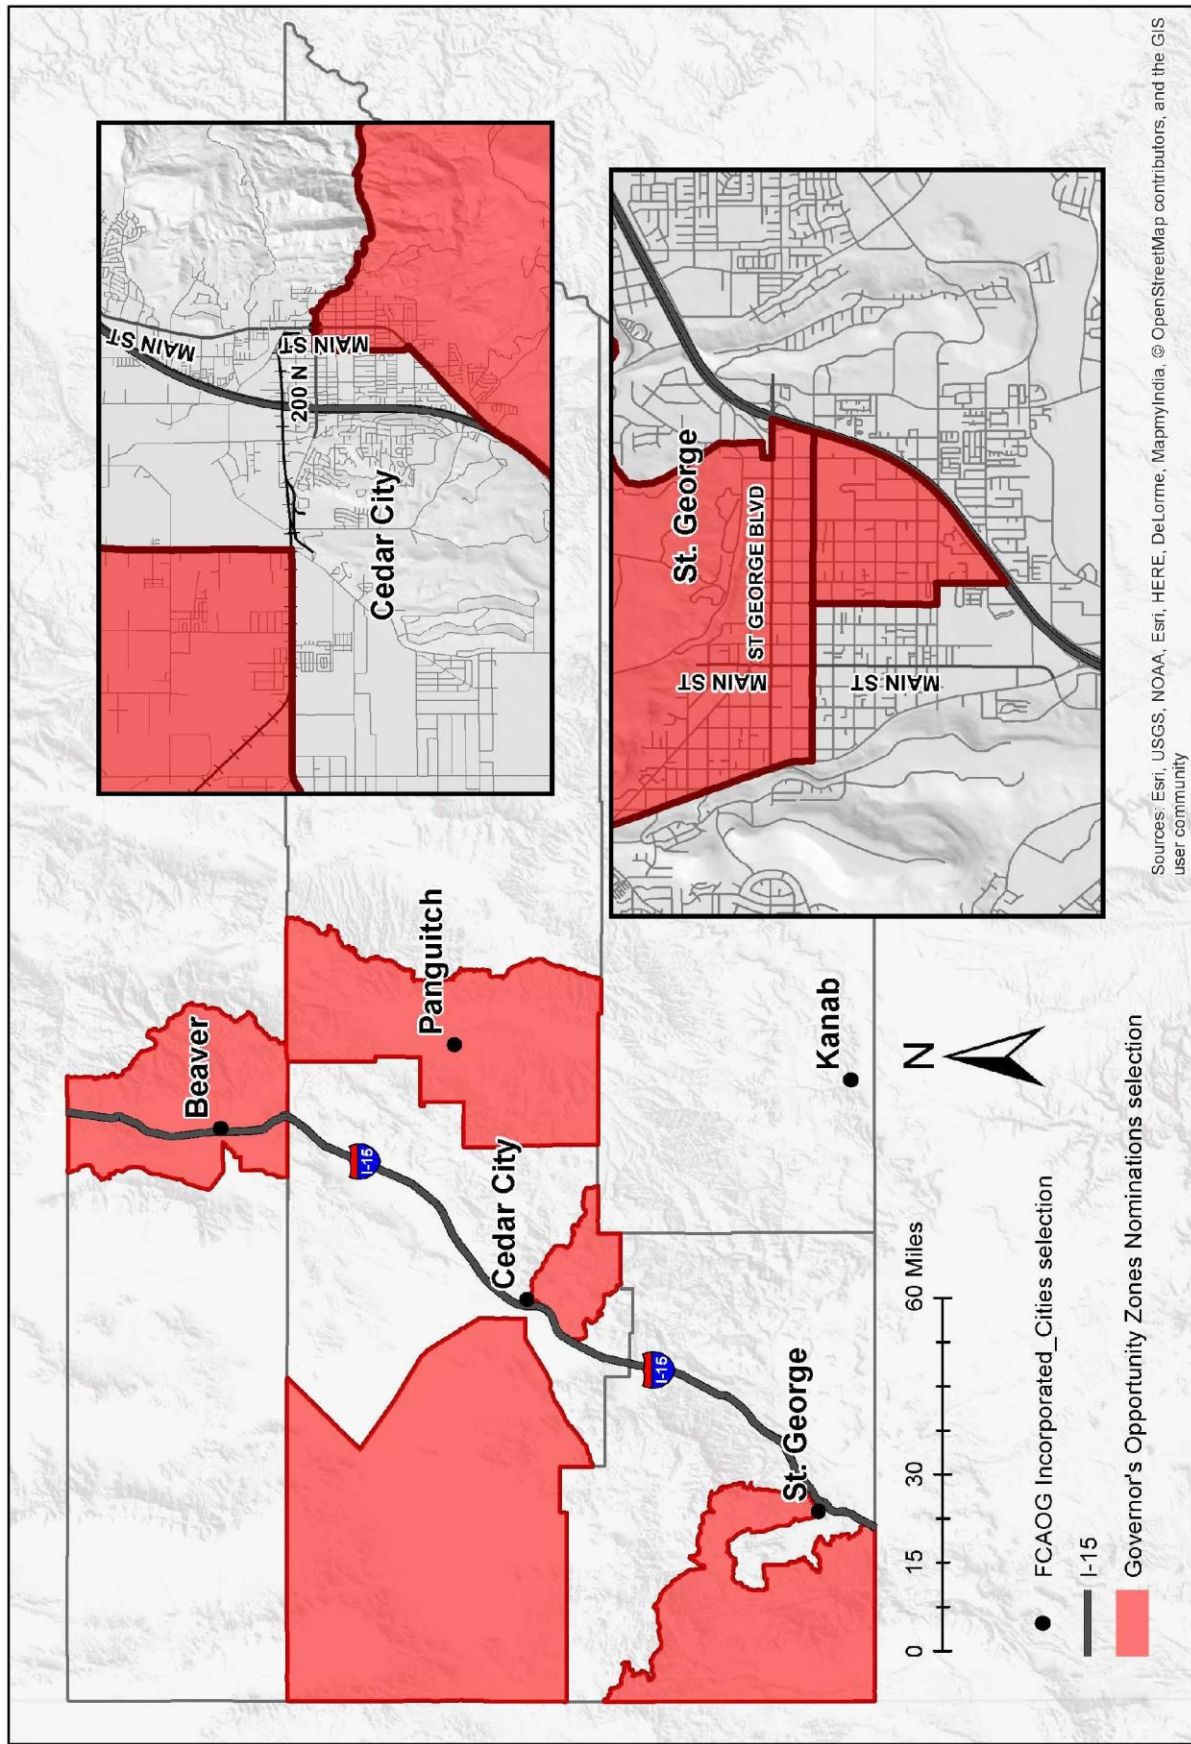 Beaver
I-15
Panguitch
Cedar City
I-15
St. George
Kanab
MAIN ST
200 N
MAIN ST
Cedar City
St. George
ST GEORGE BLVD
MAIN ST
MAIN ST
N
0 15 30 60 Miles
FCAOG Incorporated_Cities selection
I-15
Governor's Opportunity Zones Nominations selection
Sources: Esri, USGS, NOAA, Esri, HERE, DeLorme, MapmyIndia, © OpenStreetMap contributors, and the GIS
user community